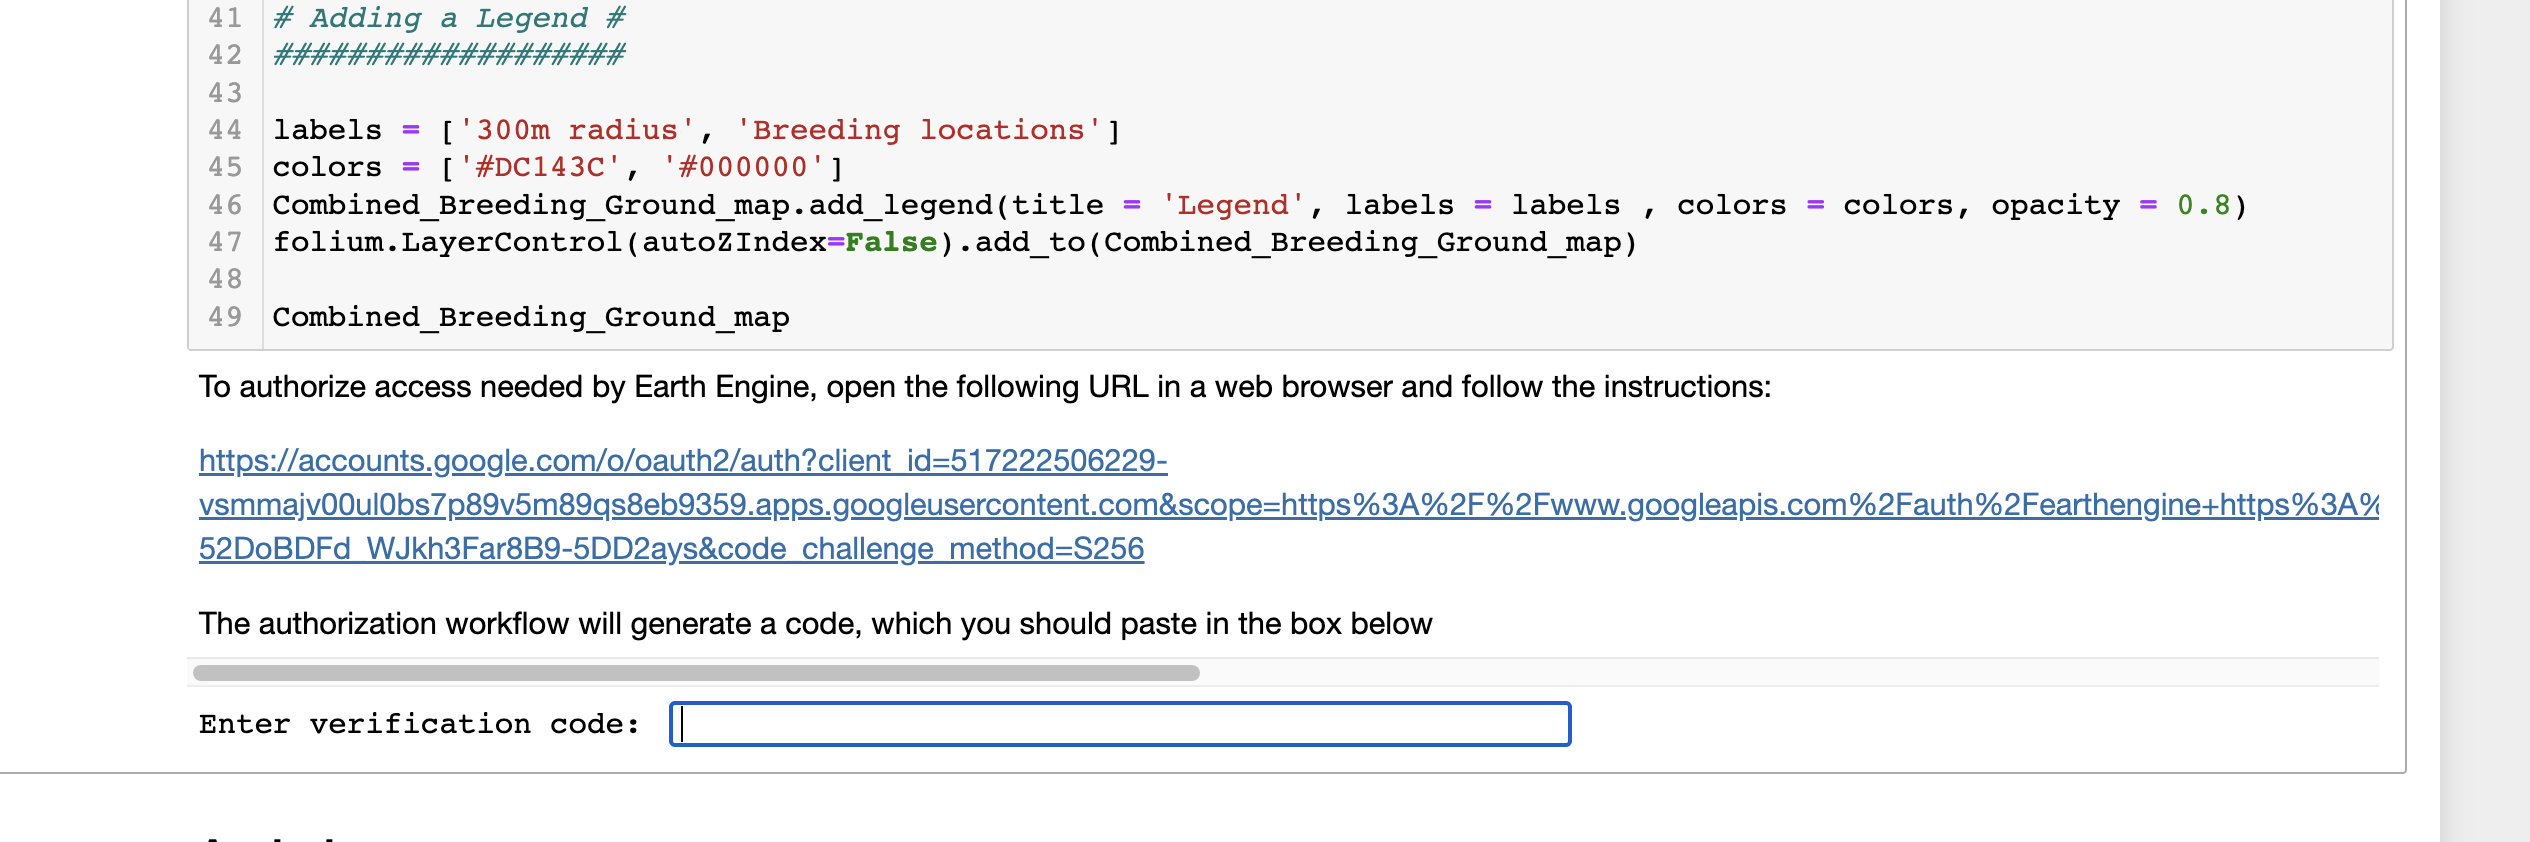 41 # Adding a Legend #
42 ###################
43
44 labels = ['300m radius', 'Breeding locations']
45 colors = ['#DC143C', '#000000']
46 Combined_Breeding_Ground_map.add_legend(title = 'Legend', labels = labels , colors = colors, opacity = 0.8)
47 folium.LayerControl(autoZIndex=False).add_to(Combined_Breeding_Ground_map)
48
49 Combined_Breeding_Ground_map
To authorize access needed by Earth Engine, open the following URL in a web browser and follow the instructions:
https://accounts.google.com/o/oauth2/auth?client_id=517222506229-
vsmmajv00ul0bs7p89v5m89qs8eb9359.apps.googleusercontent.com&scope=https%3A%2F%2Fwww.googleapis.com%2Fauth%2Fearthengine+https%3A%
52DoBDFd_WJkh3Far8B9-5DD2ays&code_challenge_method=S256
The authorization workflow will generate a code, which you should paste in the box below
Enter verification code: